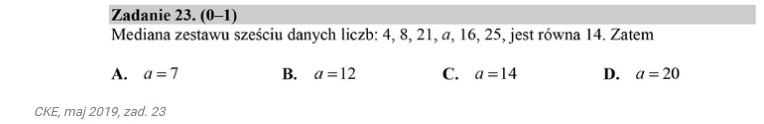 Zadanie 23. (0–1)
Mediana zestawu sześciu danych liczb: 4, 8, 21, a, 16, 25, jest równa 14. Zatem
A. a = 7 B. a = 12 C. a = 14 D. a = 20
CKE, maj 2019, zad. 23